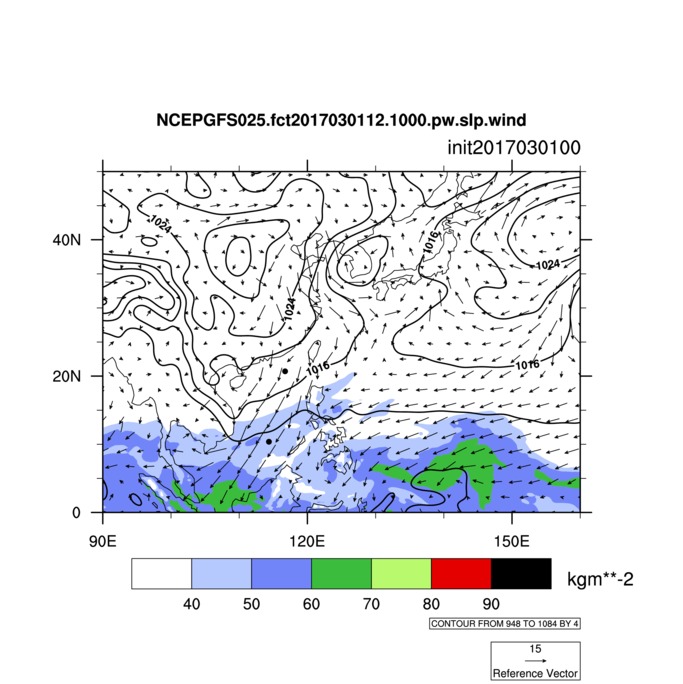 NCEPGFS025.fct2017030112.1000.pw.slp.wind
init2017030100
1024
1016
40N
1024
1024
20N
1016
1016
0
90E 120E 150E
kgm**-2
40 50 60 70 80 90
CONTOUR FROM 948 TO 1084 BY 4
15
Reference Vector